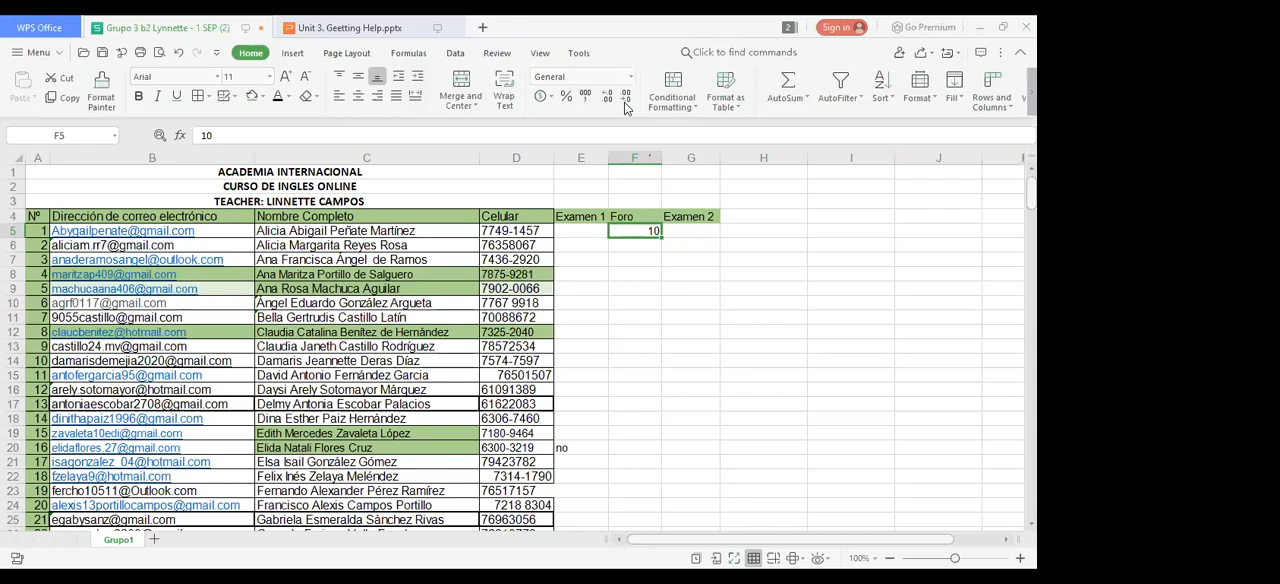 WPS Office
Grupo 3 b2 Lynnette - 1 SEP (2)
Unit 3. Geetting Help.pptx
2
Sign in
Go Premium
Menu
Home
Insert
Page Layout
Formulas
Data
Review
View
Tools
Click to find commands
Paste
Cut
Copy
Format Painter
Arial
11
Merge and Center
Wrap Text
General
Conditional Formatting
Format as Table
AutoSum
AutoFilter
Sort
Format
Fill
Rows and Columns
F5
fx
10
A B C D E F G H I J
1 ACADEMIA INTERNACIONAL
2 CURSO DE INGLES ONLINE
3 TEACHER: LINNETTE CAMPOS
4 Nº Dirección de correo electrónico Nombre Completo Celular Examen 1 Foro Examen 2
5 1 Abygailpenate@gmail.com Alicia Abigail Peñate Martínez 7749-1457 10
6 2 aliciam.rr7@gmail.com Alicia Margarita Reyes Rosa 76358067
7 3 anaderamosangel@outlook.com Ana Francisca Ángel de Ramos 7436-2920
8 4 maritzap409@gmail.com Ana Maritza Portillo de Salguero 7875-9281
9 5 machucaana406@gmail.com Ana Rosa Machuca Aguilar 7902-0066
10 6 agrf0117@gmail.com Ángel Eduardo González Argueta 7767 9918
11 7 9055castillo@gmail.com Bella Gertrudis Castillo Latín 70088672
12 8 claucbenitez@hotmail.com Claudia Catalina Benítez de Hernández 7325-2040
13 9 castillo24.mv@gmail.com Claudia Janeth Castillo Rodríguez 78572534
14 10 damarisdemejia2020@gmail.com Damaris Jeannette Deras Díaz 7574-7597
15 11 antofergarcia95@gmail.com David Antonio Fernández Garcia 76501507
16 12 arely.sotomayor@hotmail.com Daysi Arely Sotomayor Márquez 61091389
17 13 antoniaescobar2708@gmail.com Delmy Antonia Escobar Palacios 61622083
18 14 dinithapaiz1996@gmail.com Dina Esther Paiz Hernández 6306-7460
19 15 zavaleta10edi@gmail.com Edith Mercedes Zavaleta López 7180-9464
20 16 elidaflores.27@gmail.com Elida Natali Flores Cruz 6300-3219 no
21 17 isagonzalez_04@hotmail.com Elsa Isail González Gómez 79423782
22 18 fzelaya9@hotmail.com Felix Inés Zelaya Meléndez 7314-1790
23 19 fercho10511@Outlook.com Fernando Alexander Pérez Ramírez 76517157
24 20 alexis13portillocampos@gmail.com Francisco Alexis Campos Portillo 7218 8304
25 21 egabysanz@gmail.com Gabriela Esmeralda Sánchez Rivas 76963056
Grupo1
100%